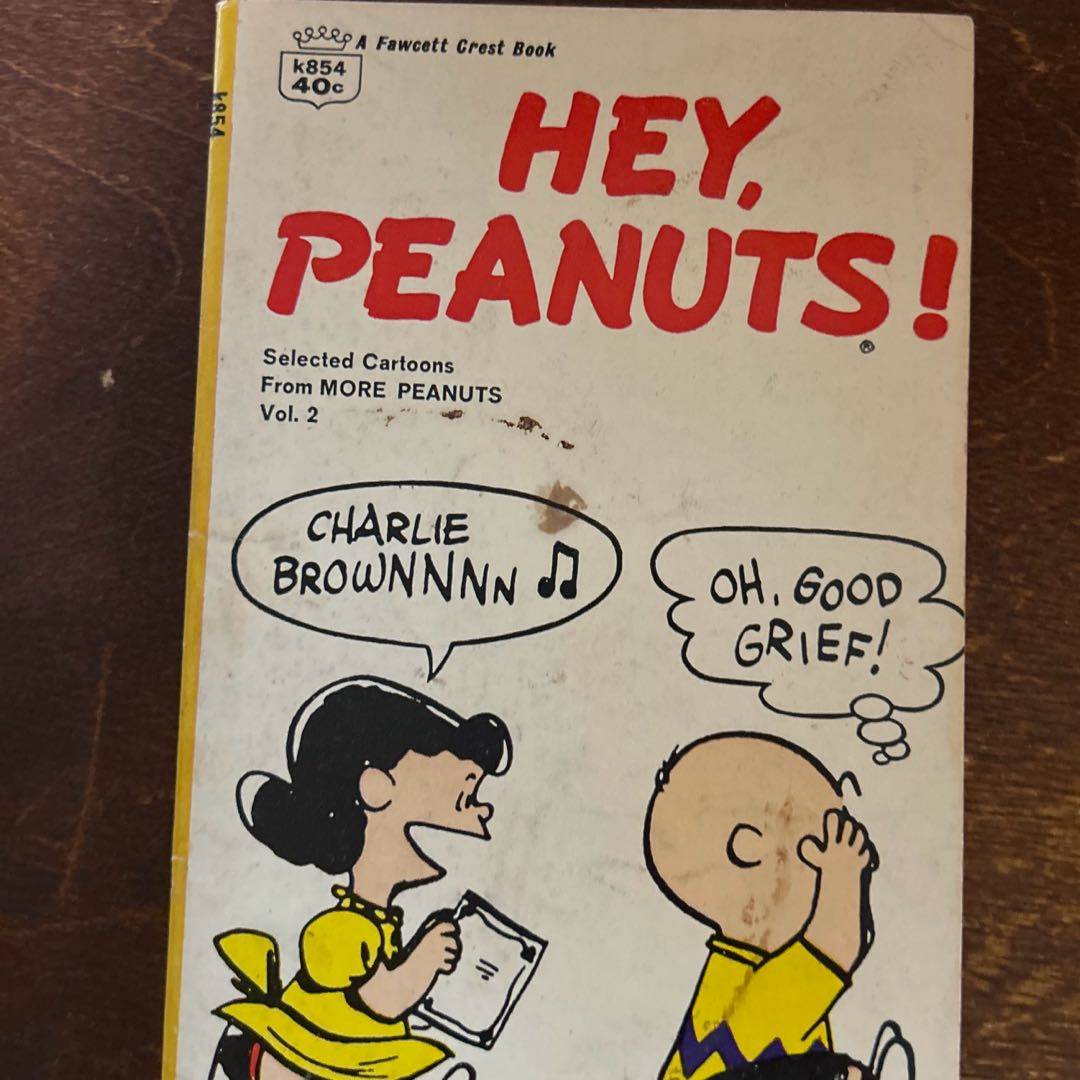 A Fawcett Crest Book
k854
40c
k854
HEY,
PEANUTS!
®
Selected Cartoons
From MORE PEANUTS
Vol. 2
CHARLIE
BROWNNNN
OH, GOOD
GRIEF!